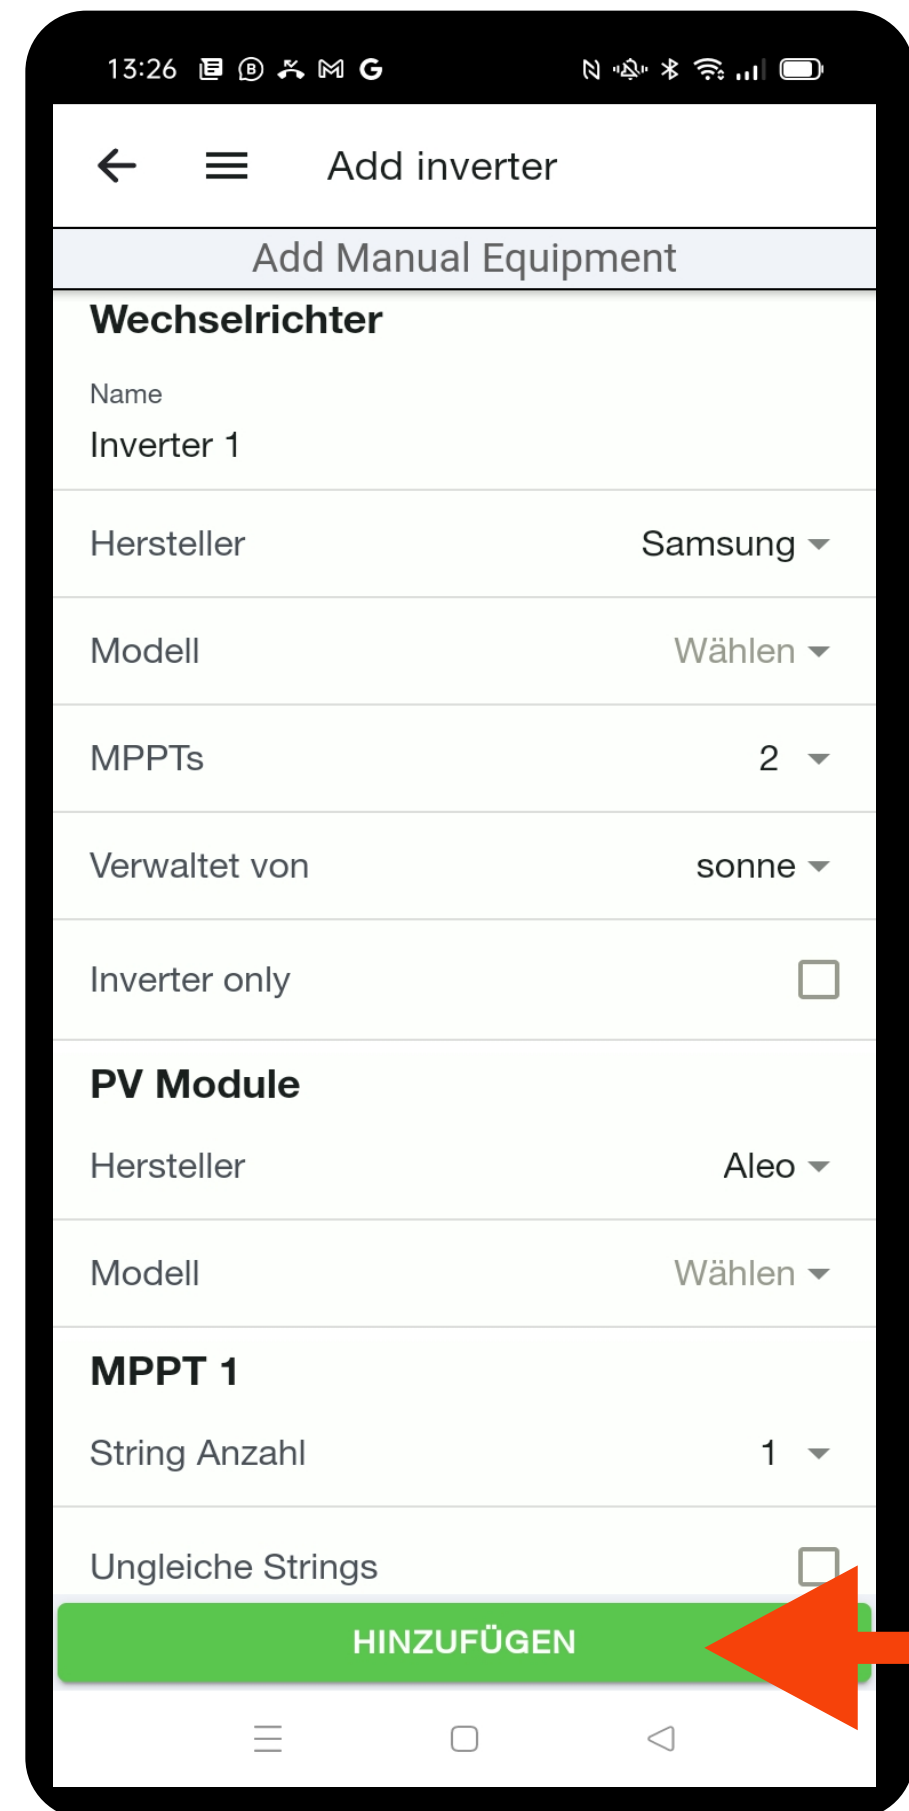 13:26
Add inverter
Add Manual Equipment
Wechselrichter
Name
Inverter 1
Hersteller Samsung
Modell Wählen
MPPTs 2
Verwaltet von sonne
Inverter only
PV Module
Hersteller Aleo
Modell Wählen
MPPT 1
String Anzahl 1
Ungleiche Strings
HINZUFÜGEN